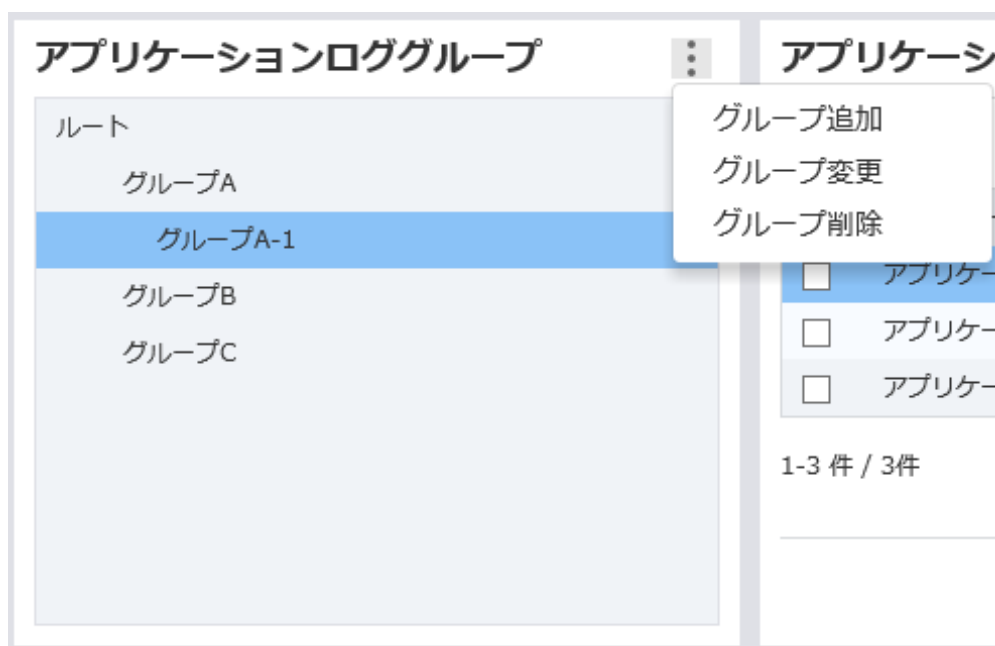 アプリケーションロググループ
ルート
グループA
グループA-1
グループB
グループC
グループ追加
グループ変更
グループ削除
アプリケーシ
アプリケー
アプリケー
アプリケー
1-3 件 / 3件